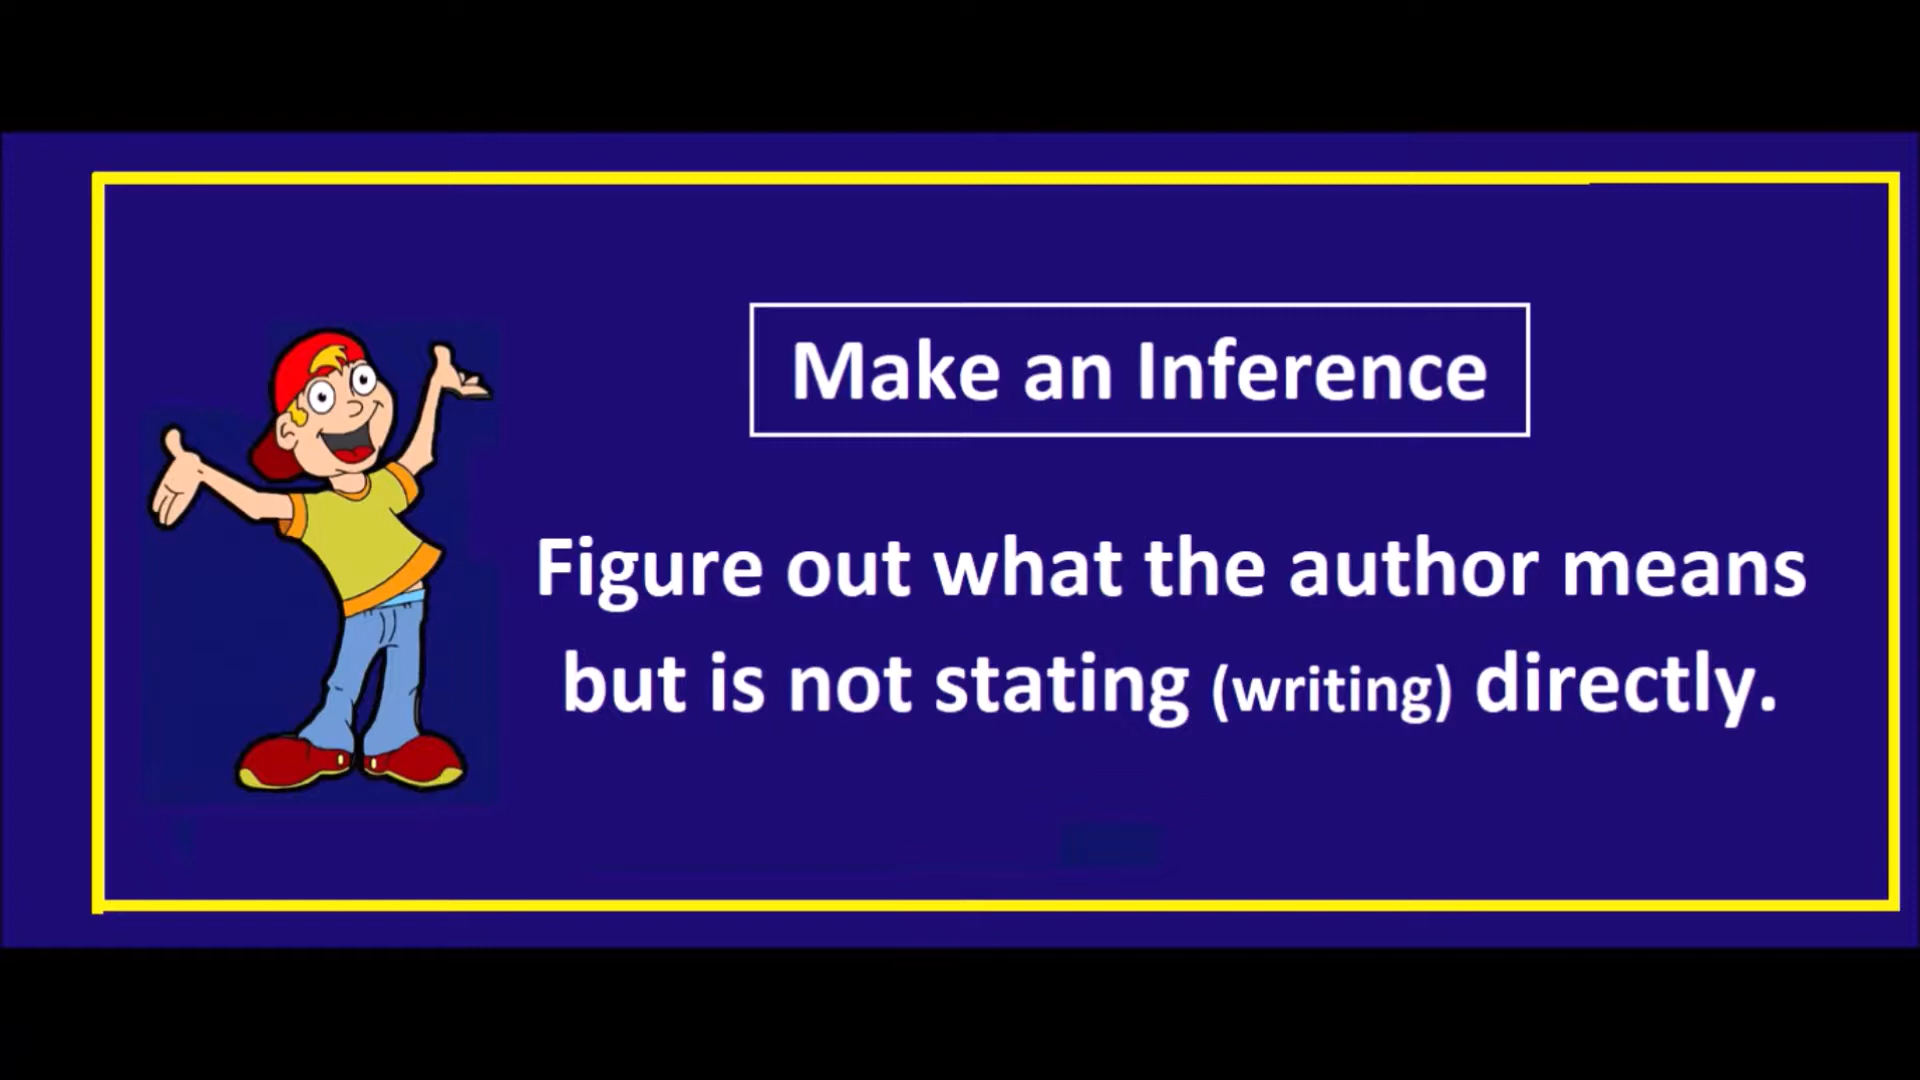 Make an Inference
Figure out what the author means
but is not stating (writing) directly.